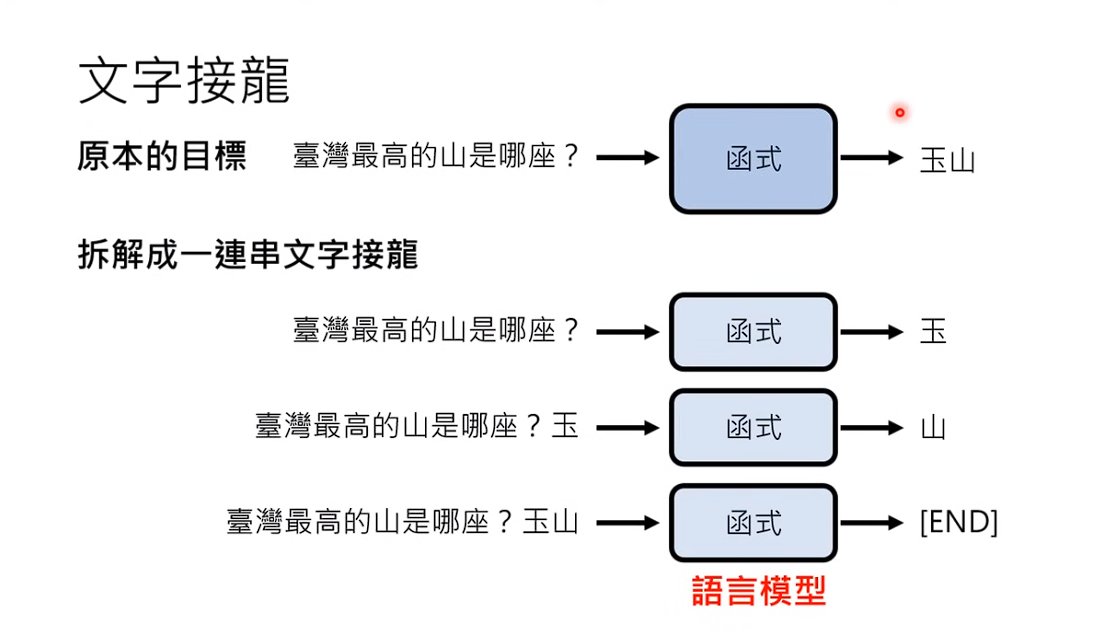 文字接龍
原本的目標 臺灣最高的山是哪座？ 函式 玉山
拆解成一連串文字接龍
臺灣最高的山是哪座？ 函式 玉
臺灣最高的山是哪座？玉 函式 山
臺灣最高的山是哪座？玉山 函式 [END]
語言模型